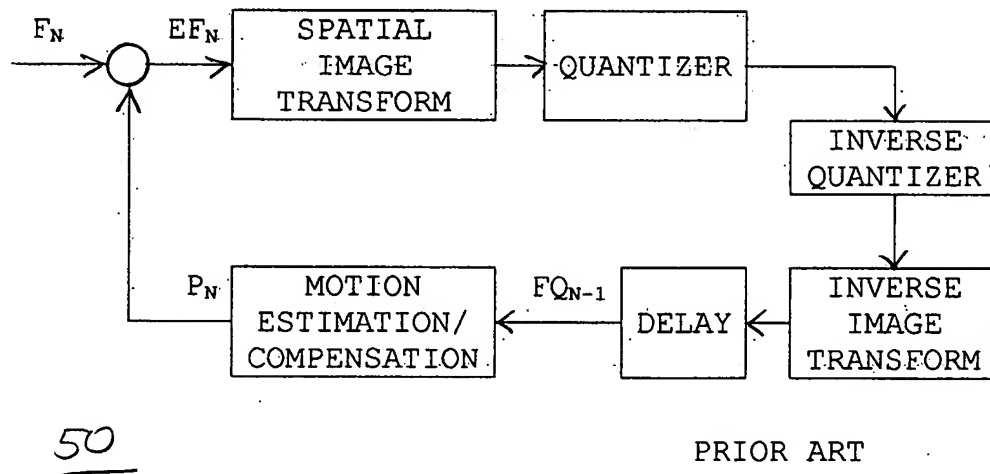 F_N
EF_N
SPATIAL
IMAGE
TRANSFORM
QUANTIZER
INVERSE
QUANTIZER
P_N
MOTION
ESTIMATION/
COMPENSATION
FQ_{N-1}
DELAY
INVERSE
IMAGE
TRANSFORM
50
PRIOR ART